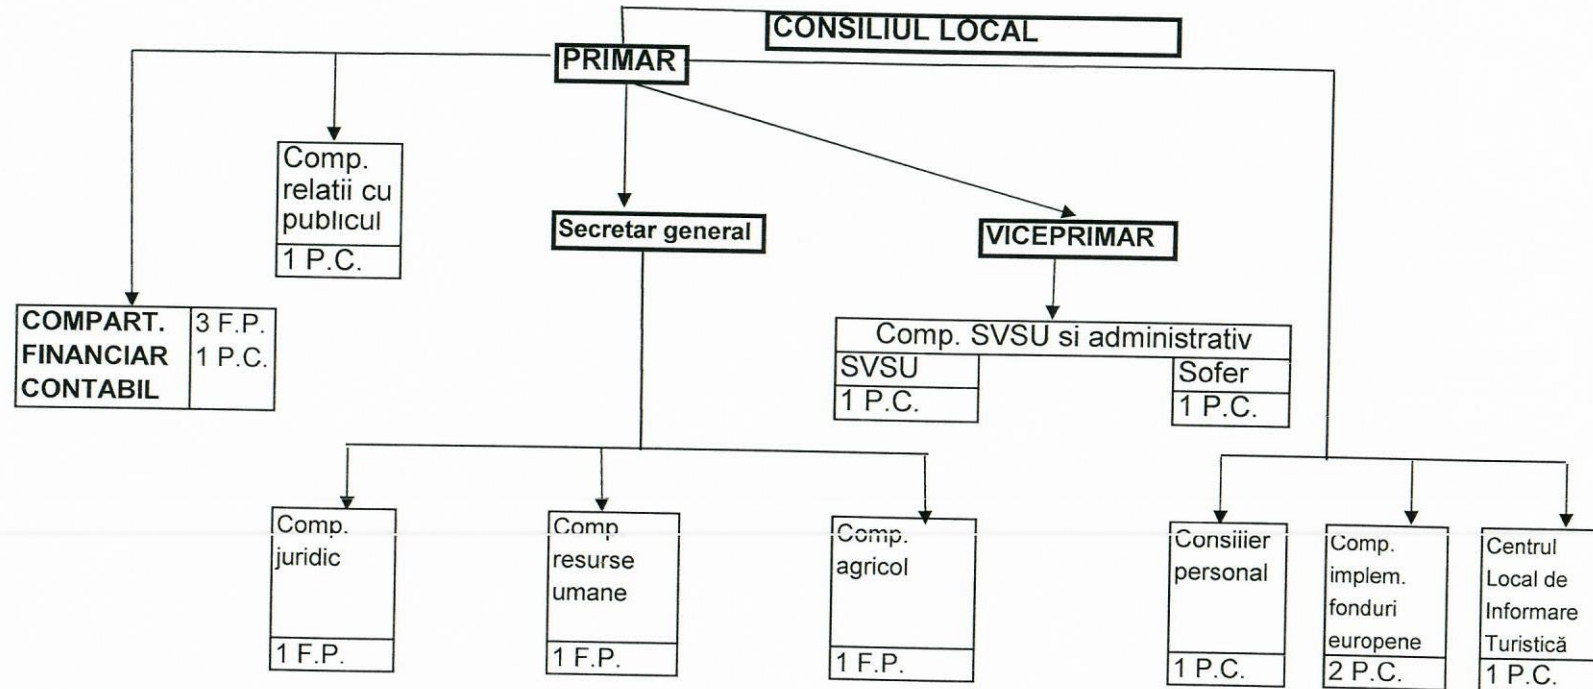 CONSILIUL LOCAL
PRIMAR
Comp.
relatii cu
publicul
1 P.C.
Secretar general
VICEPRIMAR
COMPART. 3 F.P.
FINANCIAR 1 P.C.
CONTABIL
Comp. SVSU si administrativ
SVSU
1 P.C.
Sofer
1 P.C.
Comp.
juridic
1 F.P.
Comp
resurse
umane
1 F.P.
Comp.
agricol
1 F.P.
Consilier
personal
1 P.C.
Comp.
implem.
fonduri
europene
2 P.C.
Centrul
Local de
Informare
Turistică
1 P.C.